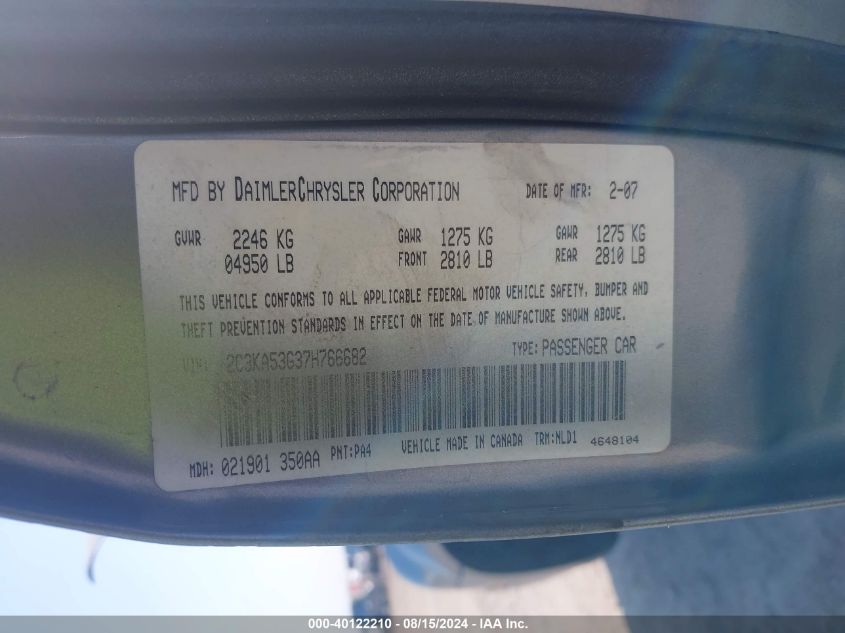 MFD BY DAIMLERCHRYSLER CORPORATION DATE OF MFR: 2-07
GVWR 2246 KG GAWR 1275 KG GAWR 1275 KG
04950 LB FRONT 2810 LB REAR 2810 LB
THIS VEHICLE CONFORMS TO ALL APPLICABLE FEDERAL MOTOR VEHICLE SAFETY, BUMPER AND
THEFT PREVENTION STANDARDS IN EFFECT ON THE DATE OF MANUFACTURE SHOWN ABOVE.
VIN: 2C3KA53G37H766682 TYPE: PASSENGER CAR
MDH: 021901 350AA PNT:PA4 VEHICLE MADE IN CANADA TRM:NLD1 4648104
000-40122210 - 08/15/2024 - IAA Inc.